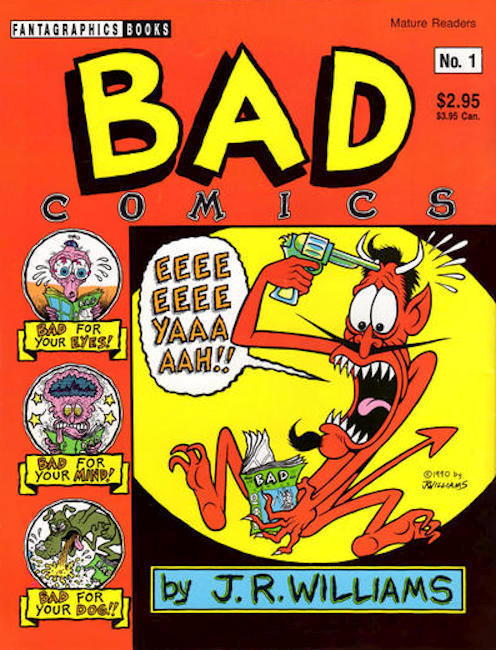 FANTAGRAPHICS BOOKS
Mature Readers
No. 1
$2.95
$3.95 Can.
BAD
COMICS
EEEE
EEEE
YAAA
AAH!!
BAD FOR
YOUR EYES!
BAD FOR
YOUR MIND!
BAD FOR
YOUR DOG!!
BAD
©1990 by
JRWILLIAMS
by J.R. WILLIAMS